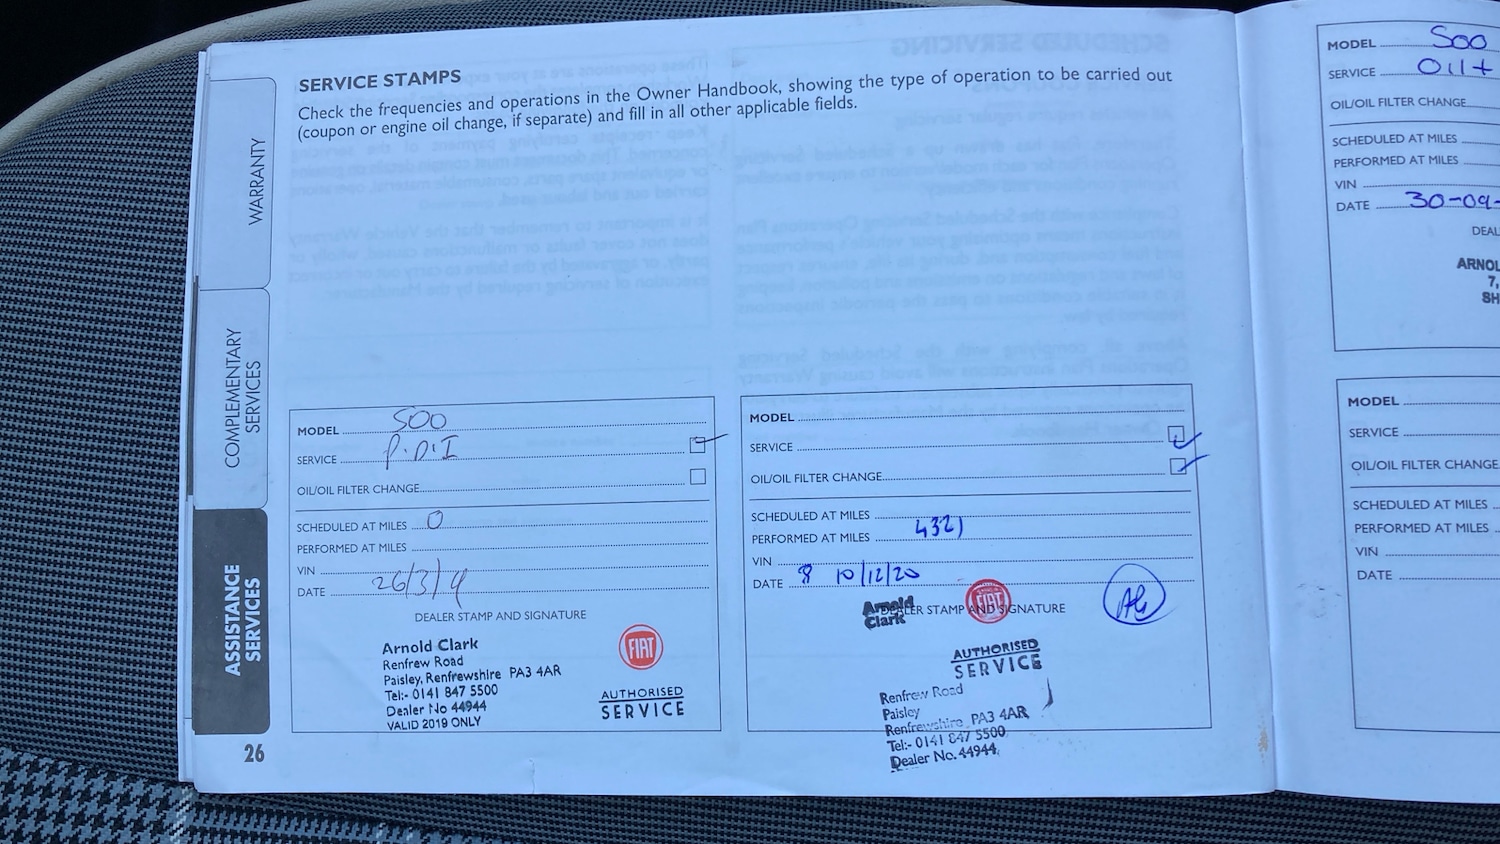 SERVICE STAMPS
Check the frequencies and operations in the Owner Handbook, showing the type of operation to be carried out
(coupon or engine oil change, if separate) and fill in all other applicable fields.
WARRANTY
COMPLEMENTARY
SERVICES
ASSISTANCE
SERVICES
26
MODEL 500
SERVICE P.D.I
OIL/OIL FILTER CHANGE
SCHEDULED AT MILES 0
PERFORMED AT MILES
VIN
DATE 26/3/19
DEALER STAMP AND SIGNATURE
Arnold Clark
Renfrew Road
Paisley, Renfrewshire PA3 4AR
Tel:- 0141 847 5500
Dealer No 44944
VALID 2019 ONLY
FIAT
AUTHORISED
SERVICE
MODEL
SERVICE
OIL/OIL FILTER CHANGE
SCHEDULED AT MILES
PERFORMED AT MILES 4321
VIN
DATE 8 10/12/20
DEALER STAMP AND SIGNATURE
Arnold
Clark
FIAT
AUTHORISED
SERVICE
Renfrew Road
Paisley
Renfrewshire PA3 4AR
Tel:- 0141 847 5500
Dealer No. 44944
MODEL 500
SERVICE OIL+
OIL/OIL FILTER CHANGE
SCHEDULED AT MILES
PERFORMED AT MILES
VIN
DATE 30-09-
DEAL
ARNOL
7,
SH
MODEL
SERVICE
OIL/OIL FILTER CHANGE
SCHEDULED AT MILES
PERFORMED AT MILES
VIN
DATE